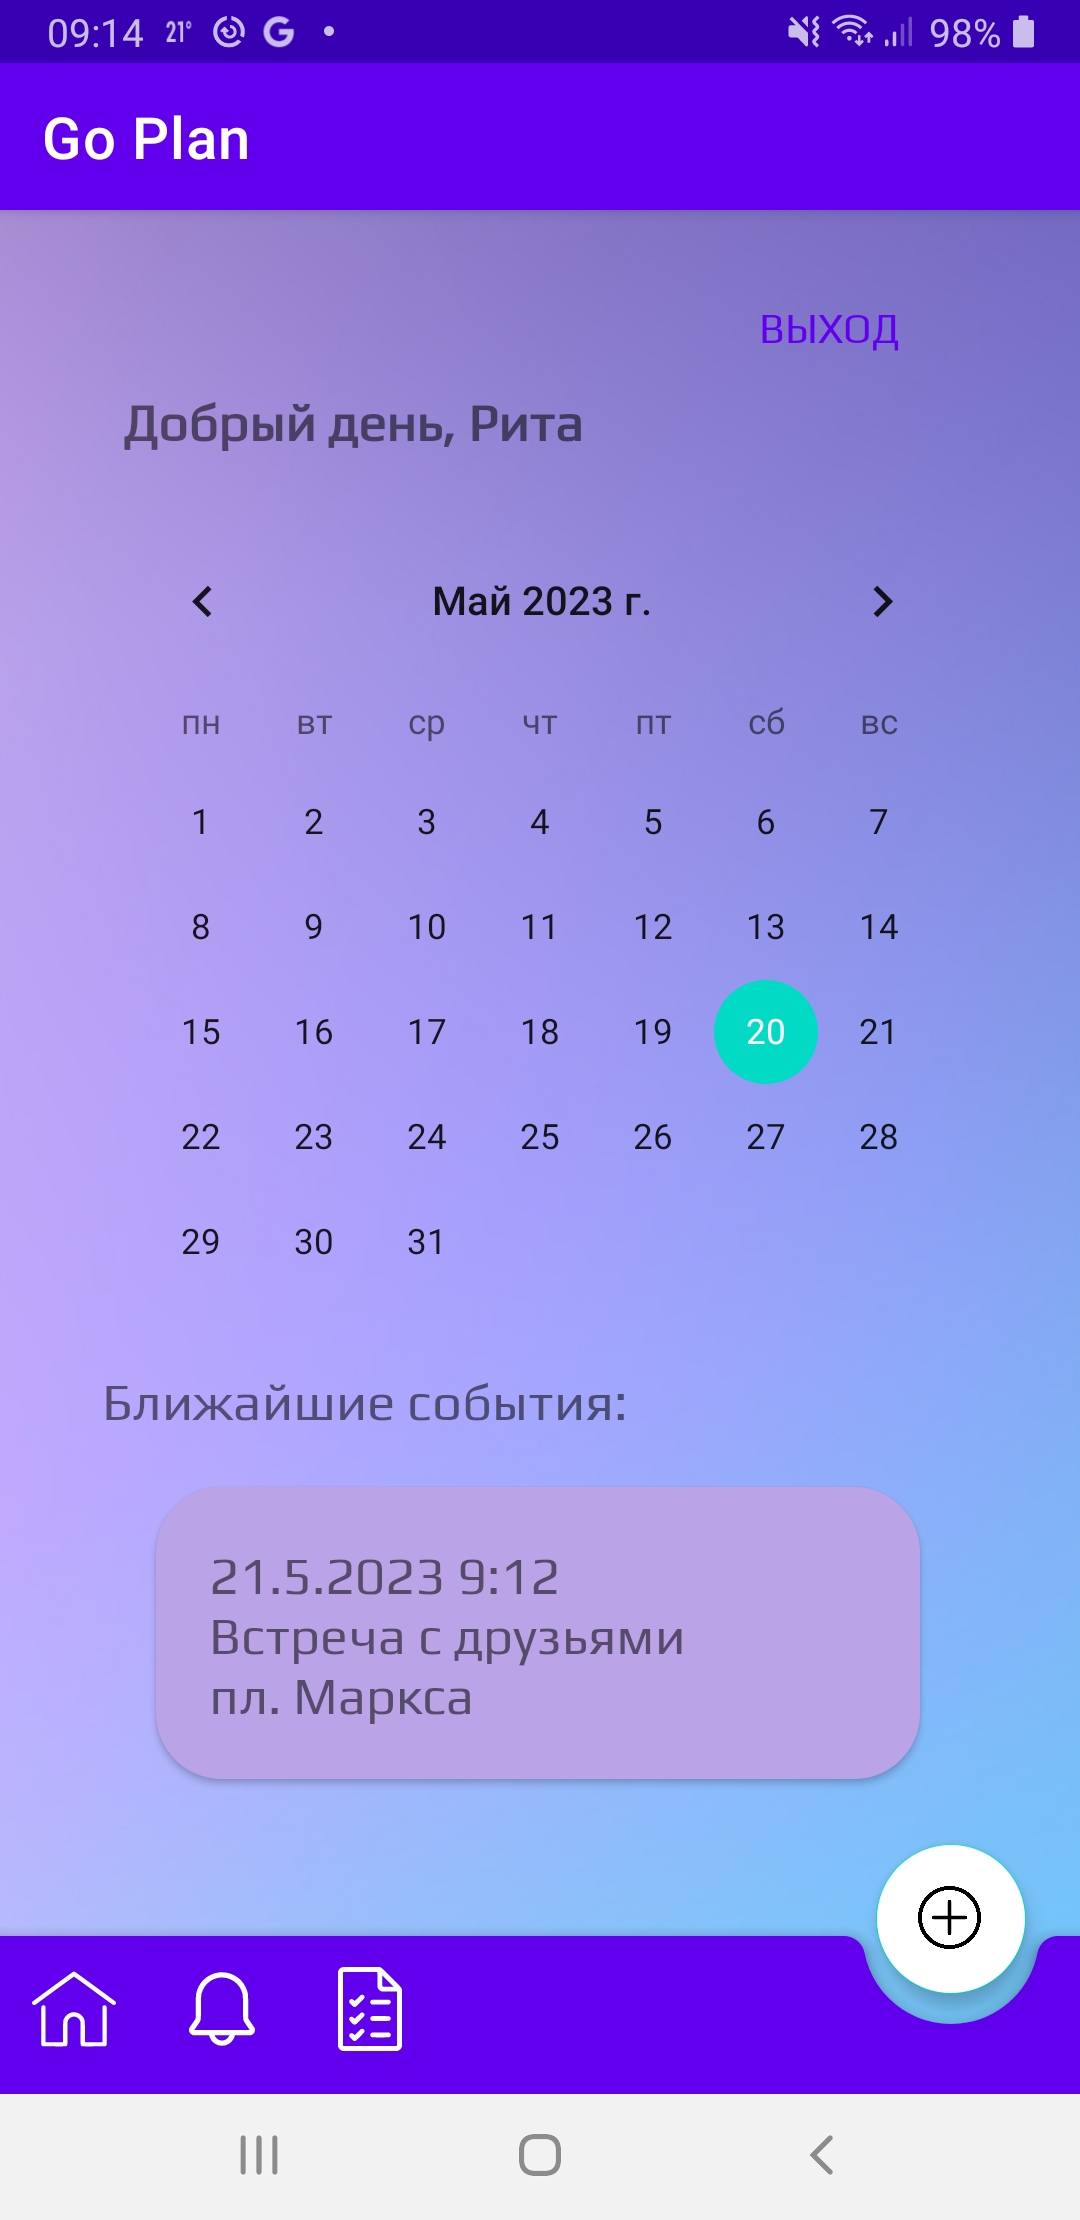 09:14 21° G 98%
Go Plan
ВЫХОД
Добрый день, Рита
Май 2023 г.
пн вт ср чт пт сб вс
1 2 3 4 5 6 7
8 9 10 11 12 13 14
15 16 17 18 19 20 21
22 23 24 25 26 27 28
29 30 31
Ближайшие события:
21.5.2023 9:12
Встреча с друзьями
пл. Маркса